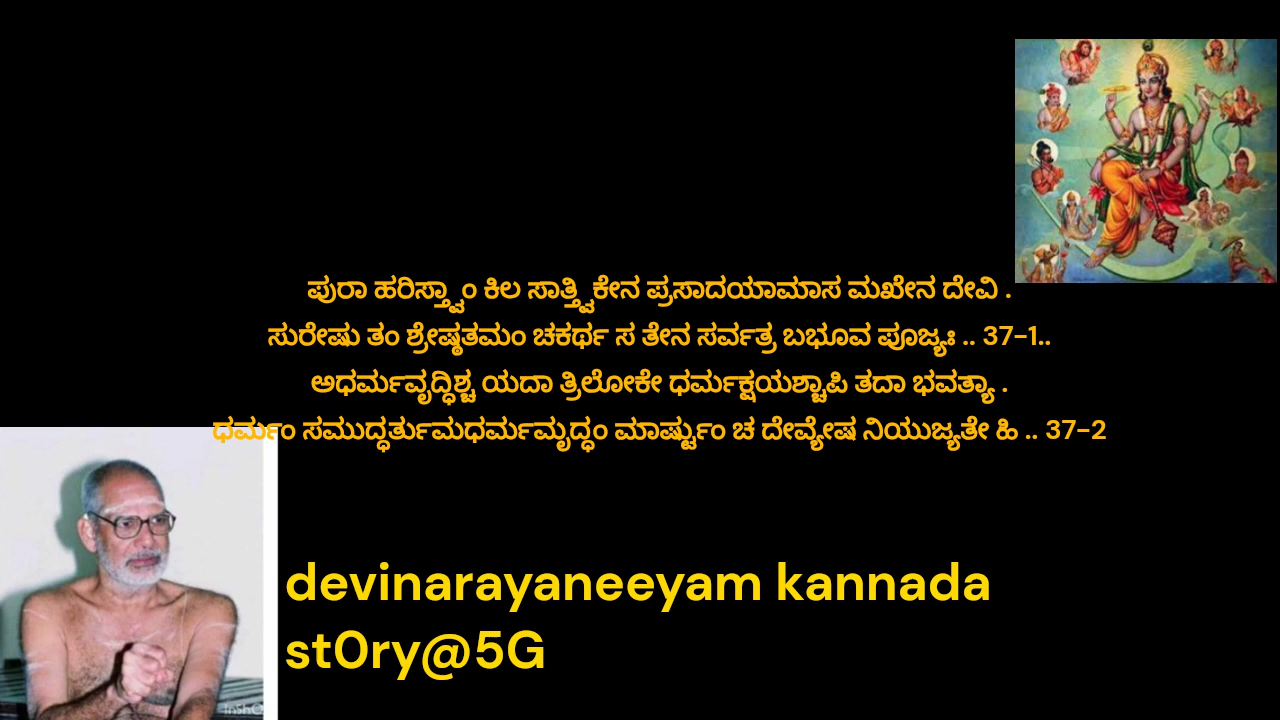 ಪುರಾ ಹರಿಸ್ತ್ವಾಂ ಕಿಲ ಸಾತ್ತ್ವಿಕೇನ ಪ್ರಸಾದಯಾಮಾಸ ಮಖೇನ ದೇವಿ .
ಸುರೇಷು ತಂ ಶ್ರೇಷ್ಠತಮಂ ಚಕರ್ಥ ಸ ತೇನ ಸರ್ವತ್ರ ಬಭೂವ ಪೂಜ್ಯಃ .. 37-1..
ಅಧರ್ಮವೃದ್ಧಿಶ್ಚ ಯದಾ ತ್ರಿಲೋಕೇ ಧರ್ಮಕ್ಷಯಶ್ಚಾಪಿ ತದಾ ಭವತ್ಯಾ .
ಧರ್ಮಂ ಸಮುದ್ಧರ್ತುಮಧರ್ಮಮೃದ್ಧಂ ಮಾರ್ಷ್ಟುಂ ಚ ದೇವ್ಯೇಷ ನಿಯುಜ್ಯತೇ ಹಿ .. 37-2
devinarayaneeyam kannada
st0ry@5G